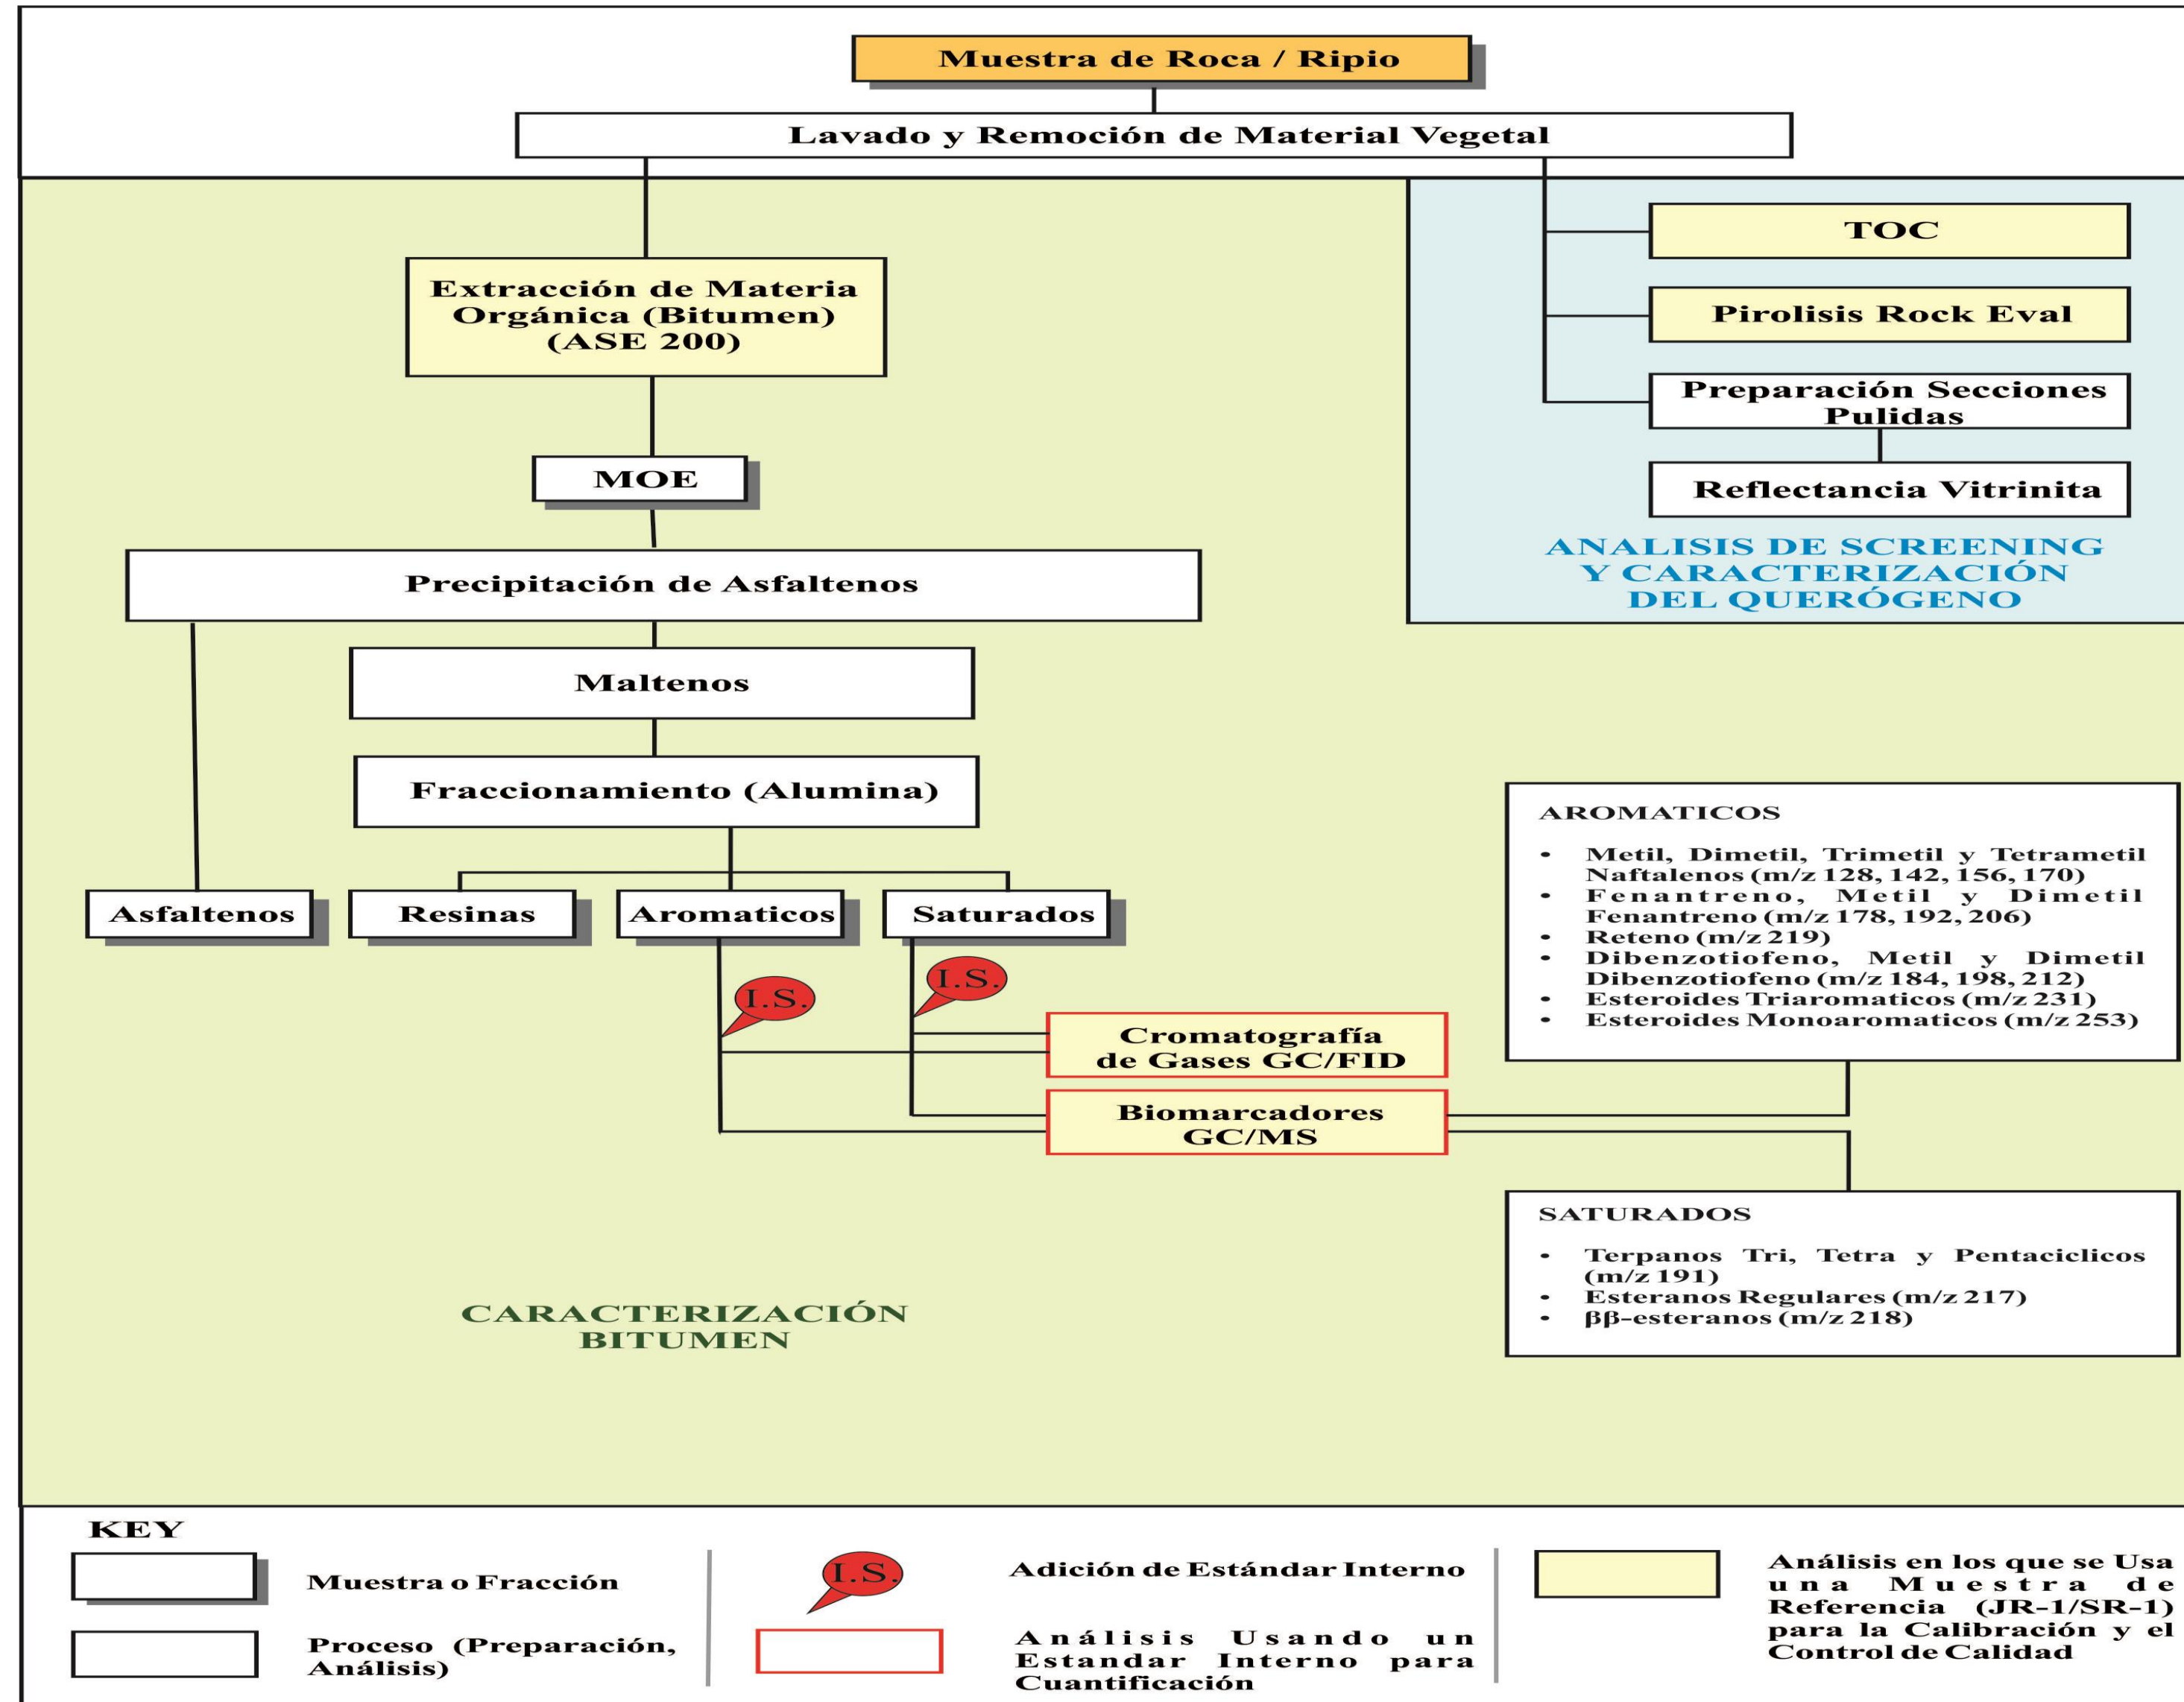 Muestra de Roca / Ripio
Lavado y Remoción de Material Vegetal
Extracción de Materia
Orgánica (Bitumen)
(ASE 200)
MOE
Precipitación de Asfaltenos
Maltenos
Fraccionamiento (Alumina)
Asfaltenos
Resinas
Aromaticos
Saturados
I.S.
I.S.
Cromatografía
de Gases GC/FID
Biomarcadores
GC/MS
CARACTERIZACIÓN
BITUMEN
TOC
Pirolisis Rock Eval
Preparación Secciones
Pulidas
Reflectancia Vitrinita
ANALISIS DE SCREENING
Y CARACTERIZACIÓN
DEL QUERÓGENO
AROMATICOS
• Metil, Dimetil, Trimetil y Tetrametil
Naftalenos (m/z 128, 142, 156, 170)
• Fenantreno, Metil y Dimetil
Fenantreno (m/z 178, 192, 206)
• Reteno (m/z 219)
• Dibenzotiofeno, Metil y Dimetil
Dibenzotiofeno (m/z 184, 198, 212)
• Esteroides Triaromaticos (m/z 231)
• Esteroides Monoaromaticos (m/z 253)
SATURADOS
• Terpanos Tri, Tetra y Pentaciclicos
(m/z 191)
• Esteranos Regulares (m/z 217)
• ββ-esteranos (m/z 218)
KEY
Muestra o Fracción
Proceso (Preparación,
Análisis)
I.S.
Adición de Estándar Interno
Análisis Usando un
Estandar Interno para
Cuantificación
Análisis en los que se Usa
una Muestra de
Referencia (JR-1/SR-1)
para la Calibración y el
Control de Calidad